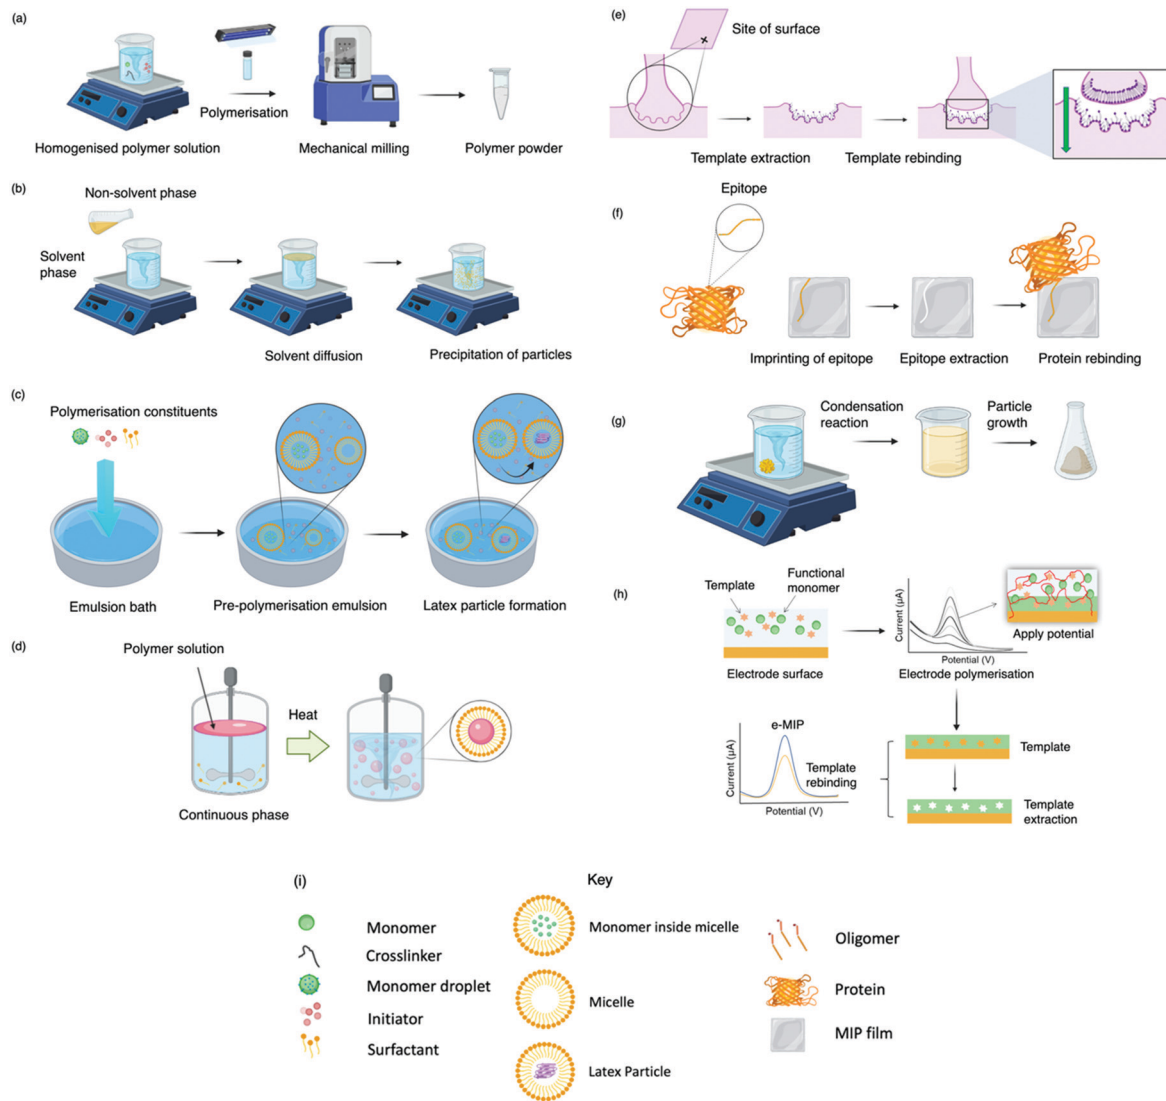 (a)
Polymerisation
Homogenised polymer solution
Mechanical milling
Polymer powder
(b)
Non-solvent phase
Solvent
phase
Solvent diffusion
Precipitation of particles
(c)
Polymerisation constituents
Emulsion bath
Pre-polymerisation emulsion
Latex particle formation
(d)
Polymer solution
Heat
Continuous phase
(e)
Site of surface
Template extraction
Template rebinding
(f)
Epitope
Imprinting of epitope
Epitope extraction
Protein rebinding
(g)
Condensation
reaction
Particle
growth
(h)
Template
Functional
monomer
Electrode surface
Current (µA)
Potential (V)
Apply potential
Electrode polymerisation
e-MIP
Current (µA)
Template
rebinding
Potential (V)
Template
Template
extraction
(i)
Key
Monomer
Crosslinker
Monomer droplet
Initiator
Surfactant
Monomer inside micelle
Micelle
Latex Particle
Oligomer
Protein
MIP film